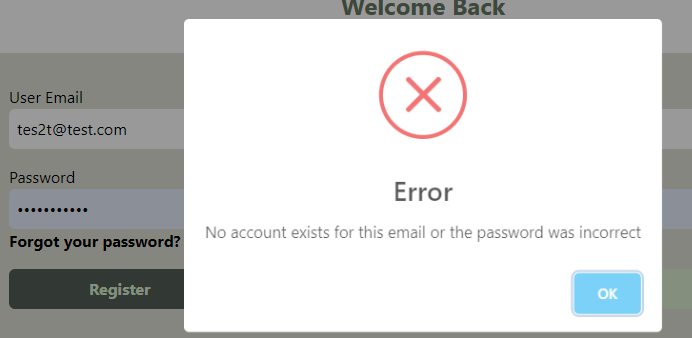 Welcome Back
User Email
tes2t@test.com
Password
•••••••••••
Forgot your password?
Register
Error
No account exists for this email or the password was incorrect
OK